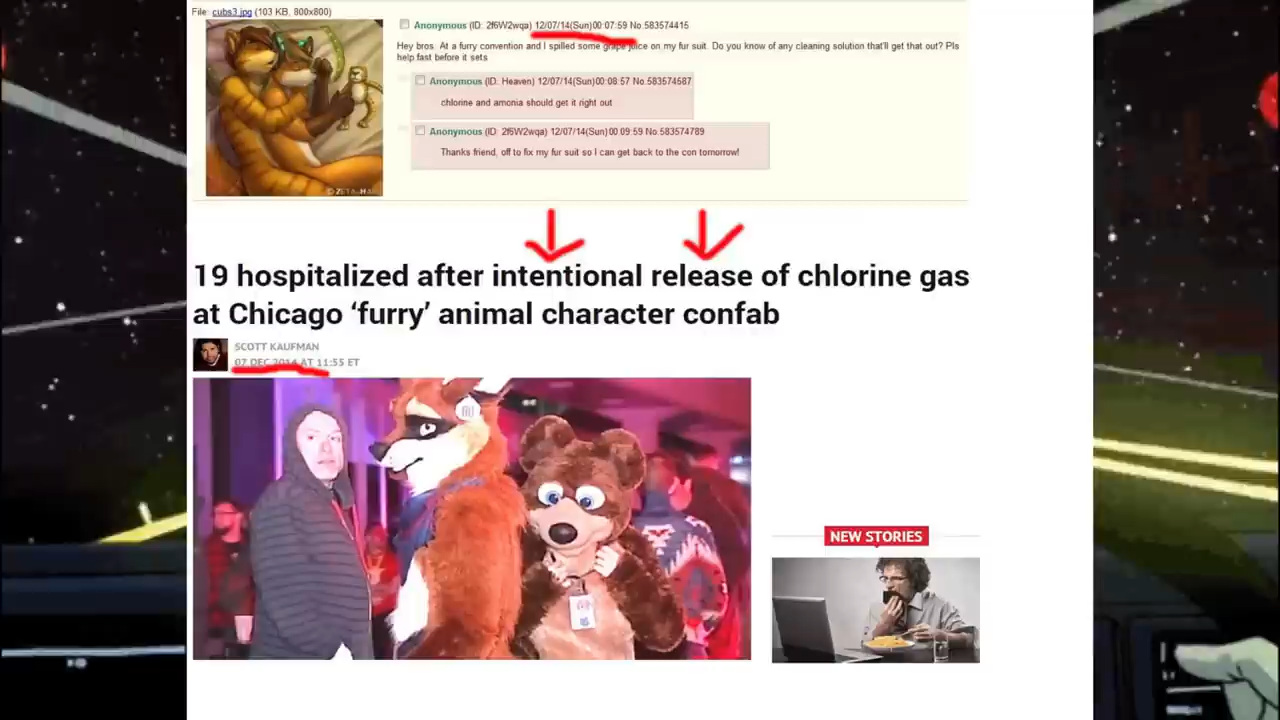 File: cubs3.jpg (103 KB, 800x800)
Anonymous (ID: 2f6W2wqa) 12/07/14(Sun)00:07:59 No.583574415
Hey bros. At a furry convention and I spilled some grape juice on my fur suit. Do you know of any cleaning solution that'll get that out? Pls
help fast before it sets
Anonymous (ID: Heaven) 12/07/14(Sun)00:08:57 No.583574587
chlorine and amonia should get it right out
Anonymous (ID: 2f6W2wqa) 12/07/14(Sun)00:09:59 No.583574789
Thanks friend, off to fix my fur suit so I can get back to the con tomorrow!
19 hospitalized after intentional release of chlorine gas
at Chicago ‘furry’ animal character confab
SCOTT KAUFMAN
07 DEC 2014 AT 11:55 ET
NEW STORIES